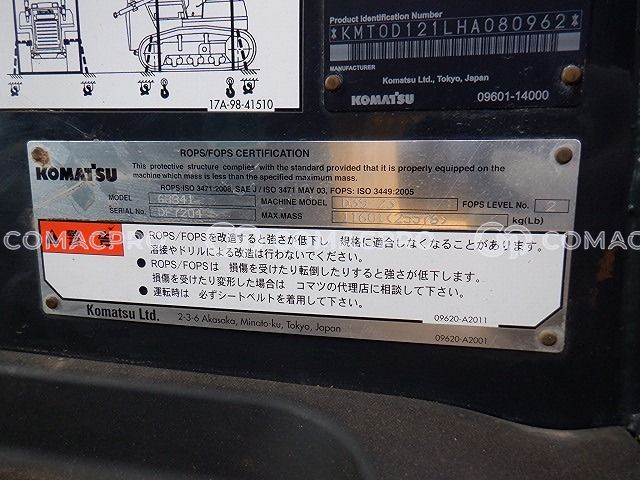 17A-98-41510
Product Identification Number
*KMT0D121LHA080962*
MANUFACTURER
Komatsu Ltd., Tokyo, Japan
KOMATSU
09601-14000
ROPS/FOPS CERTIFICATION
KOMATSU
This protective structure complies with the standard provided that it is properly equipped on the
machine which mass is less than the specified maximum mass.
ROPS: ISO 3471:2008, SAE J / ISO 3471 MAY 03, FOPS: ISO 3449:2005
MODEL MACHINE MODEL FOPS LEVEL No. 2
SERIAL No. MAX.MASS kg(Lb)
● ROPS/FOPSを改造すると強さが低下し 規格に適合しなくなることがあります。
溶接やドリルによる改造は行わないでください。
● ROPS/FOPSは 損傷を受けたり転倒したりすると強さが低下します。
損傷を受けたり変形した場合は コマツの代理店に相談して下さい。
● 運転時は 必ずシートベルトを着用して下さい。
09620-A2011
Komatsu Ltd.
2-3-6 Akasaka, Minato-ku, Tokyo, Japan
09620-A2001